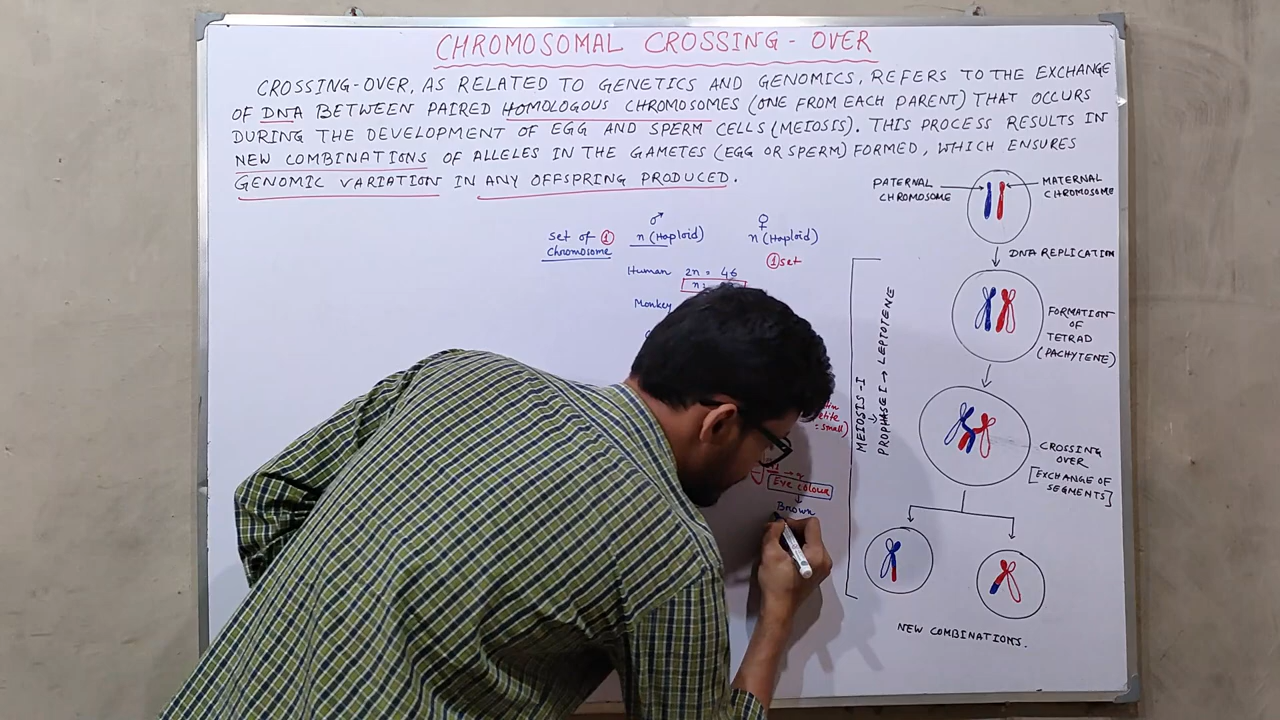 CHROMOSOMAL CROSSING-OVER
CROSSING-OVER, AS RELATED TO GENETICS AND GENOMICS, REFERS TO THE EXCHANGE
OF DNA BETWEEN PAIRED HOMOLOGOUS CHROMOSOMES (ONE FROM EACH PARENT) THAT OCCURS
DURING THE DEVELOPMENT OF EGG AND SPERM CELLS (MEIOSIS). THIS PROCESS RESULTS IN
NEW COMBINATIONS OF ALLELES IN THE GAMETES (EGG OR SPERM) FORMED, WHICH ENSURES
GENOMIC VARIATION IN ANY OFFSPRING PRODUCED.
♂ ♀
Set of ① n (Haploid) n (Haploid)
Chromosome
① set
Human 2n = 46
n =
Monkey
small)
Eye colour
Brown
PATERNAL
CHROMOSOME
MATERNAL
CHROMOSOME
DNA REPLICATION
FORMATION
OF
TETRAD
(PACHYTENE)
MEIOSIS-I
↓
PROPHASE I → LEPTOTENE
CROSSING
OVER
[EXCHANGE OF
SEGMENTS]
NEW COMBINATIONS.